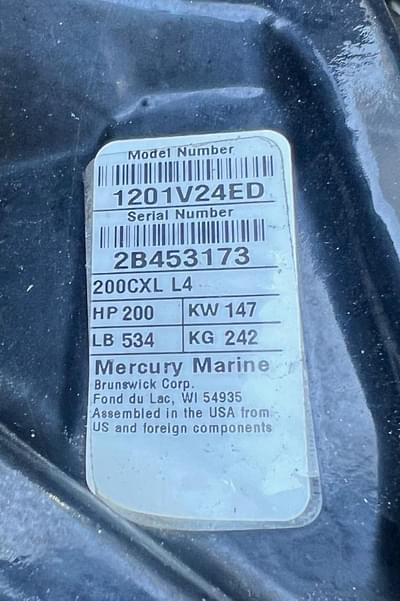 Model Number
1201V24ED
Serial Number
2B453173
200CXL L4
HP 200 KW 147
LB 534 KG 242
Mercury Marine
Brunswick Corp.
Fond du Lac, WI 54935
Assembled in the USA from
US and foreign components